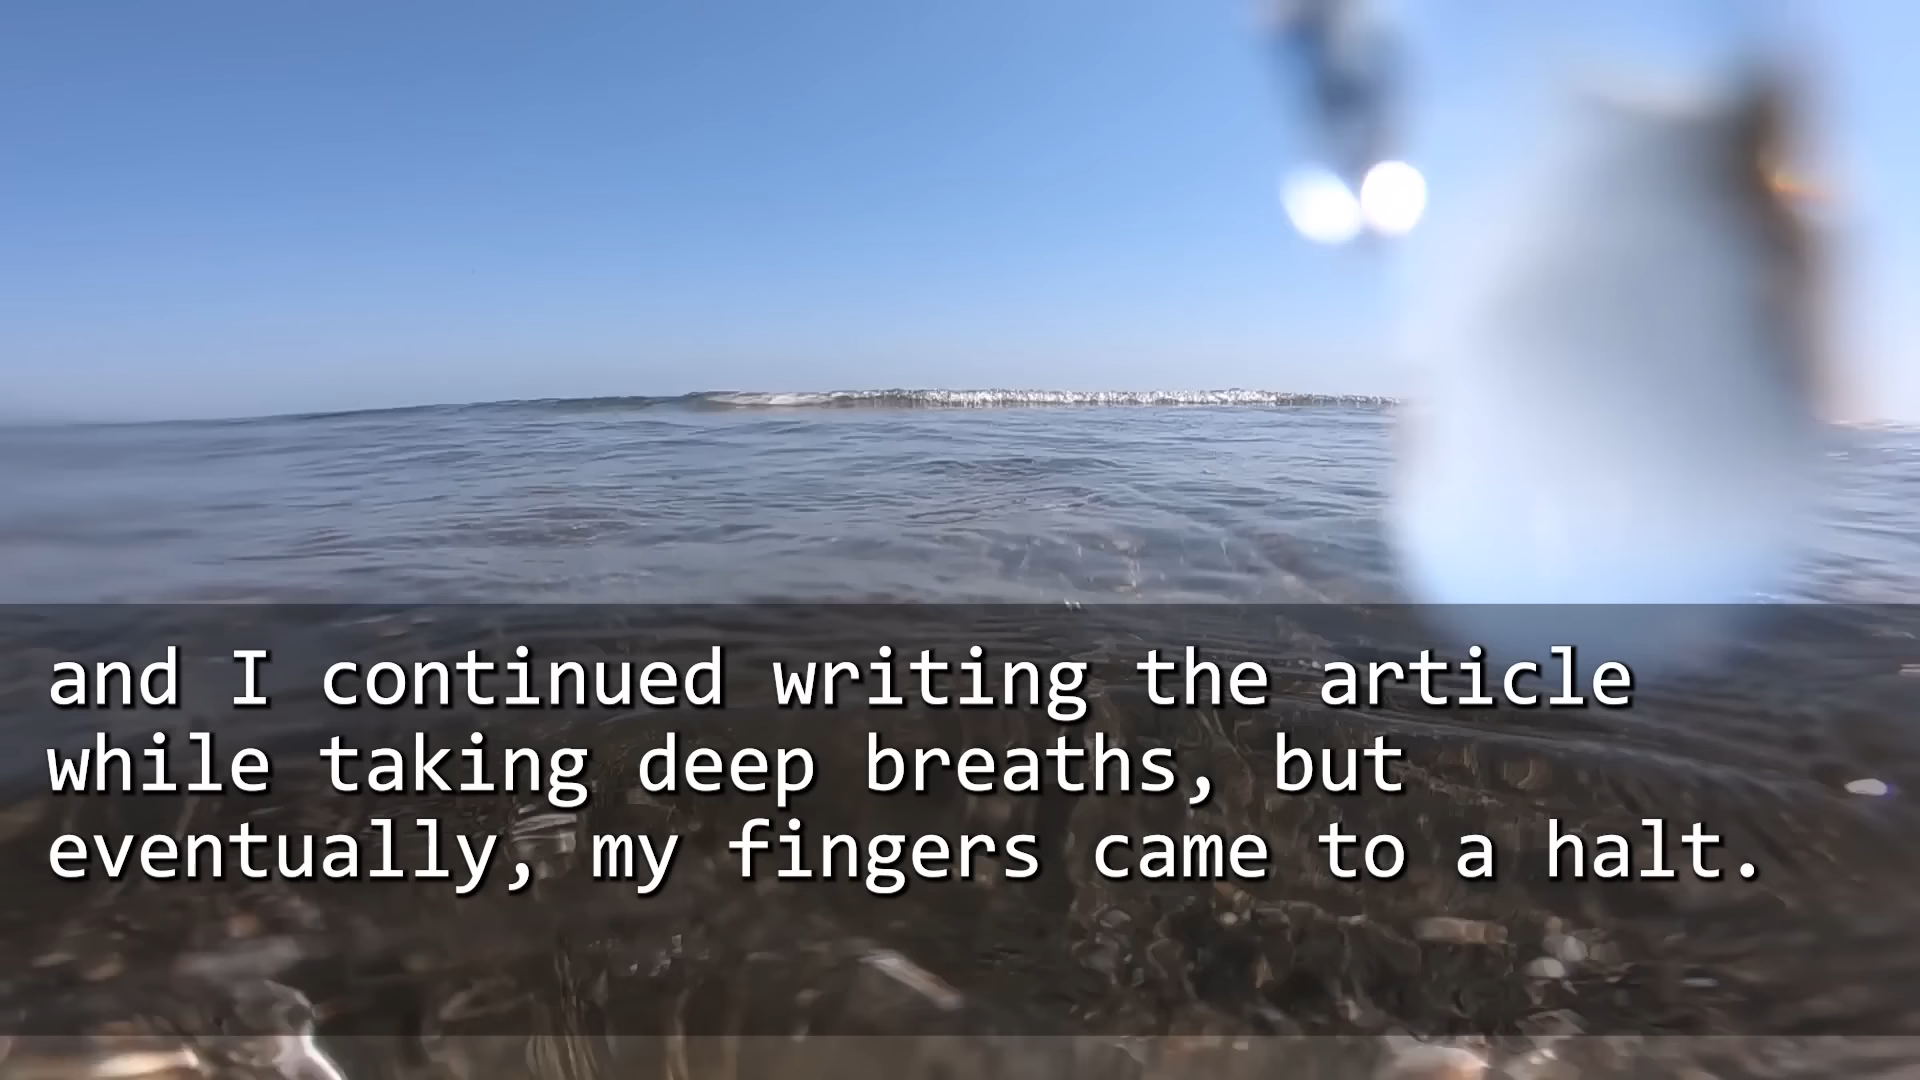 and I continued writing the article
while taking deep breaths, but
eventually, my fingers came to a halt.